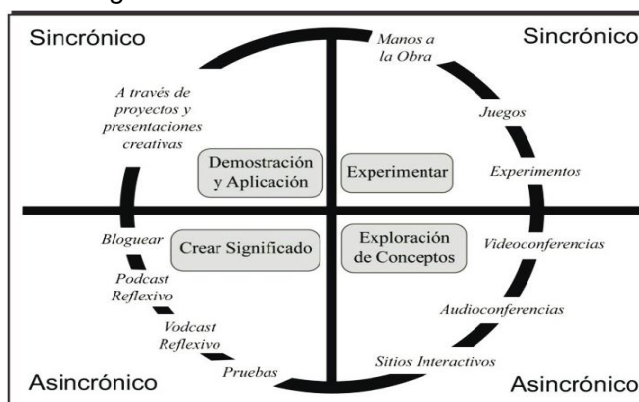 Sincrónico
Sincrónico
Manos a
la Obra
A través de
proyectos y
presentaciones
creativas
Juegos
Demostración
y Aplicación
Experimentar
Experimentos
Bloguear
Crear Significado
Exploración
de Conceptos
Videoconferencias
Podcast
Reflexivo
Audioconferencias
Vodcast
Reflexivo
Pruebas
Sitios Interactivos
Asincrónico
Asincrónico